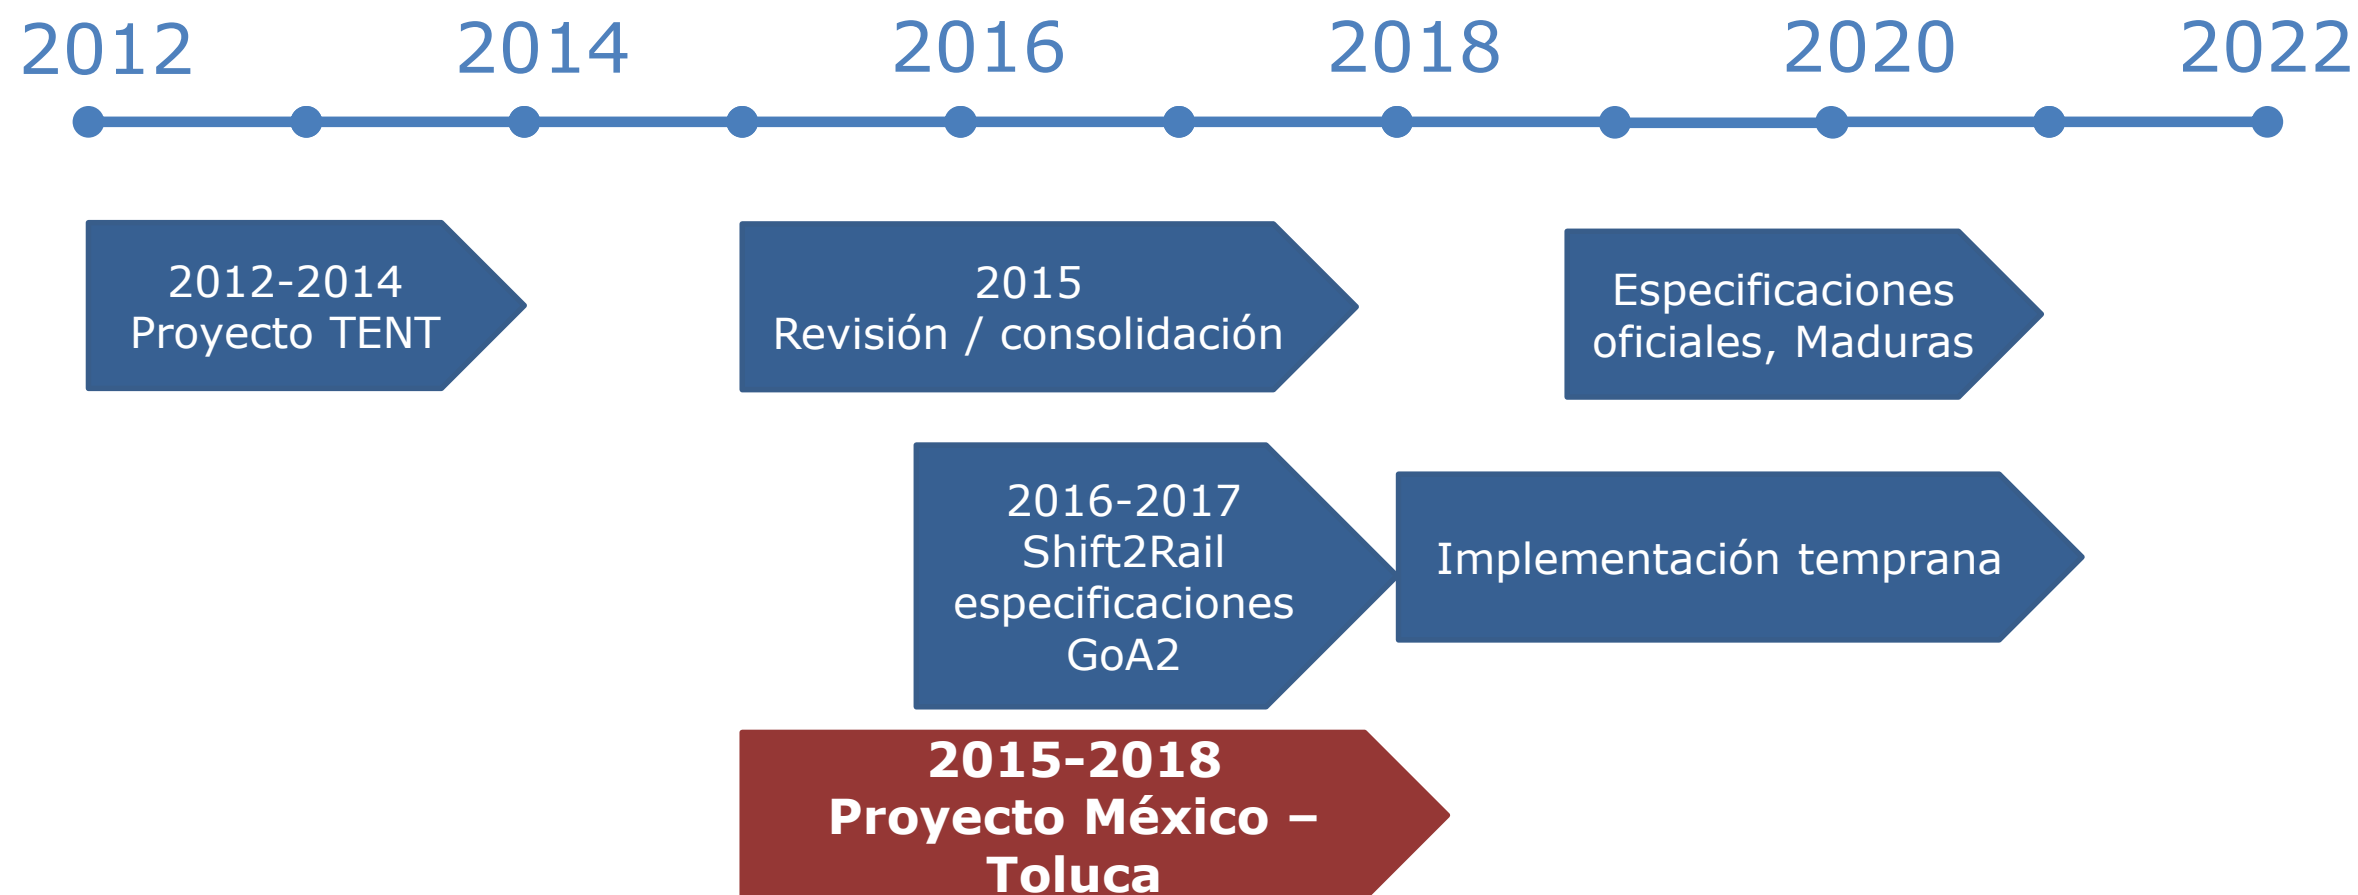 2012 2014 2016 2018 2020 2022
2012-2014
Proyecto TENT
2015
Revisión / consolidación
Especificaciones
oficiales, Maduras
2016-2017
Shift2Rail
especificaciones
GoA2
Implementación temprana
2015-2018
Proyecto México –
Toluca